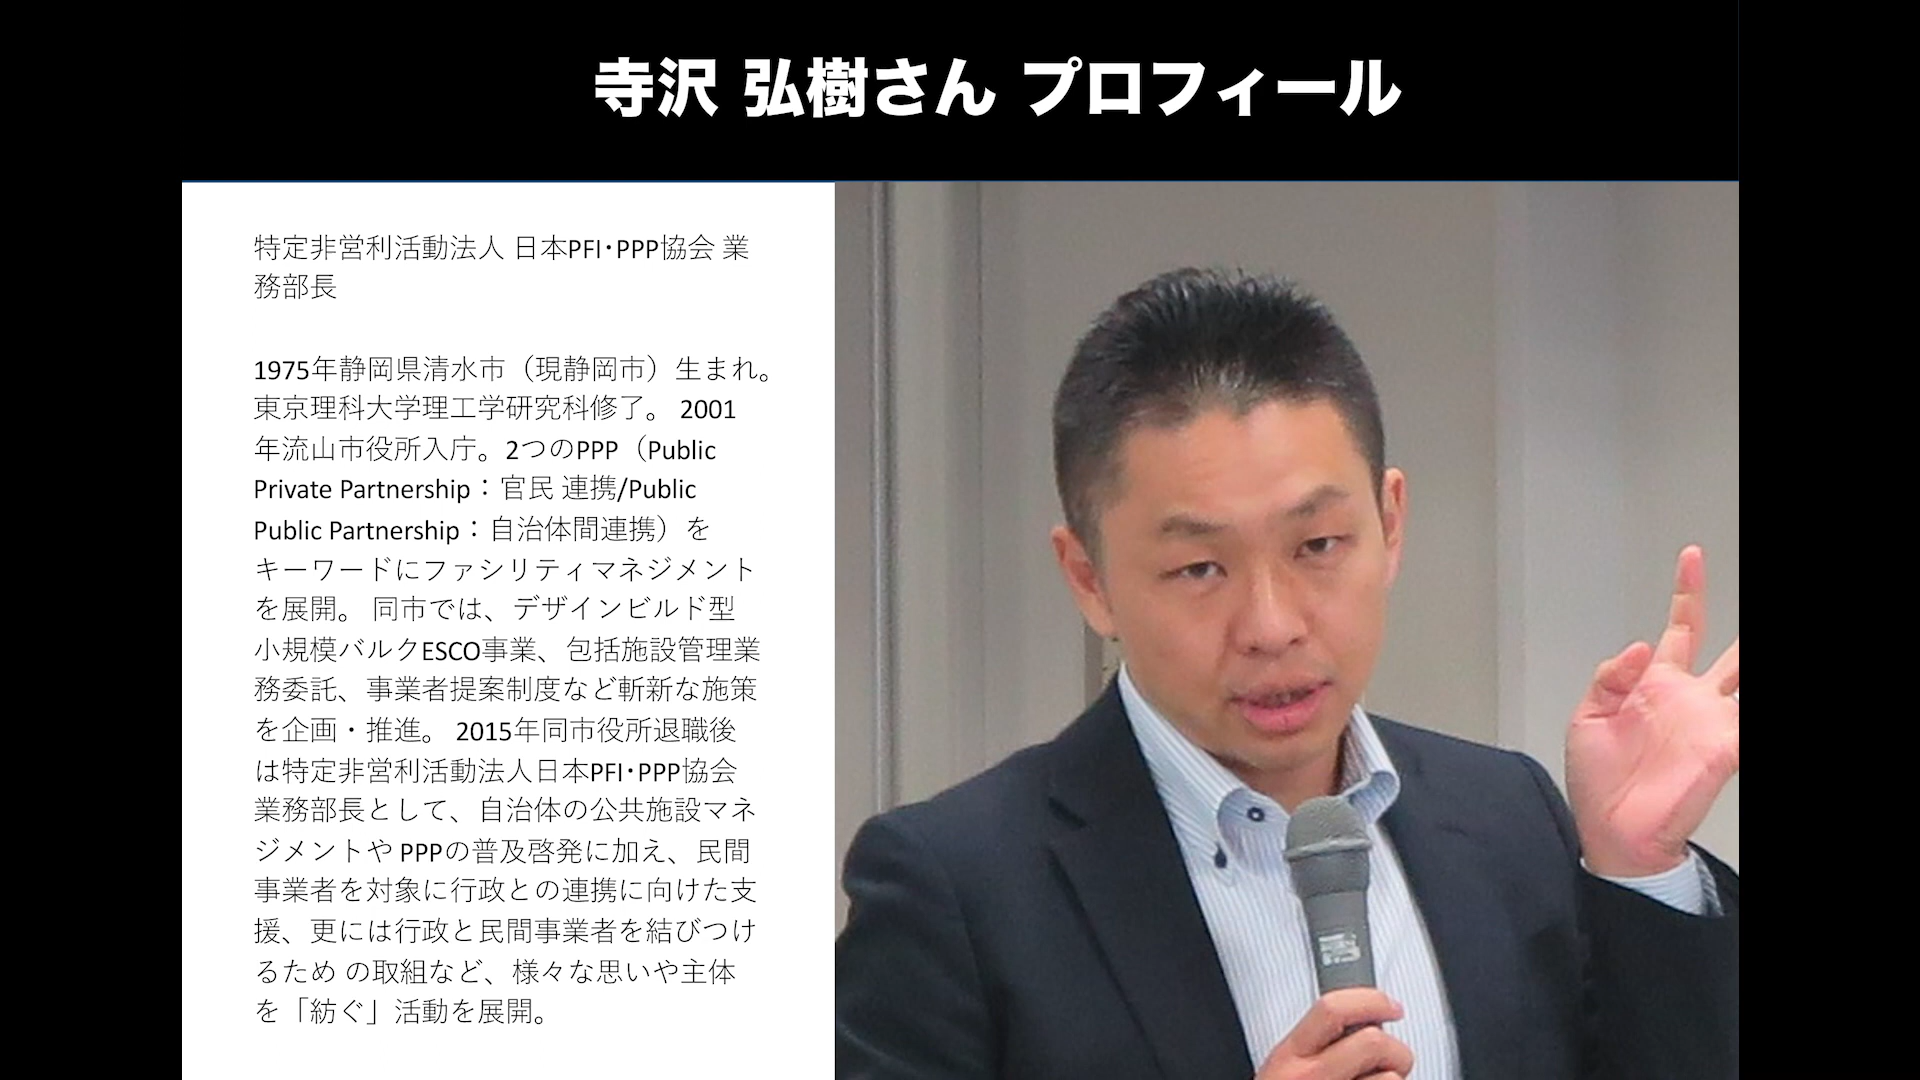 寺沢 弘樹さん プロフィール
特定非営利活動法人 日本PFI･PPP協会 業
務部長
1975年静岡県清水市（現静岡市）生まれ。
東京理科大学理工学研究科修了。 2001
年流山市役所入庁。2つのPPP（Public
Private Partnership：官民 連携/Public
Public Partnership：自治体間連携）を
キーワードにファシリティマネジメント
を展開。 同市では、デザインビルド型
小規模バルクESCO事業、包括施設管理業
務委託、事業者提案制度など斬新な施策
を企画・推進。 2015年同市役所退職後
は特定非営利活動法人日本PFI･PPP協会
業務部長として、自治体の公共施設マネ
ジメントや PPPの普及啓発に加え、民間
事業者を対象に行政との連携に向けた支
援、更には行政と民間事業者を結びつけ
るため の取組など、様々な思いや主体
を「紡ぐ」活動を展開。